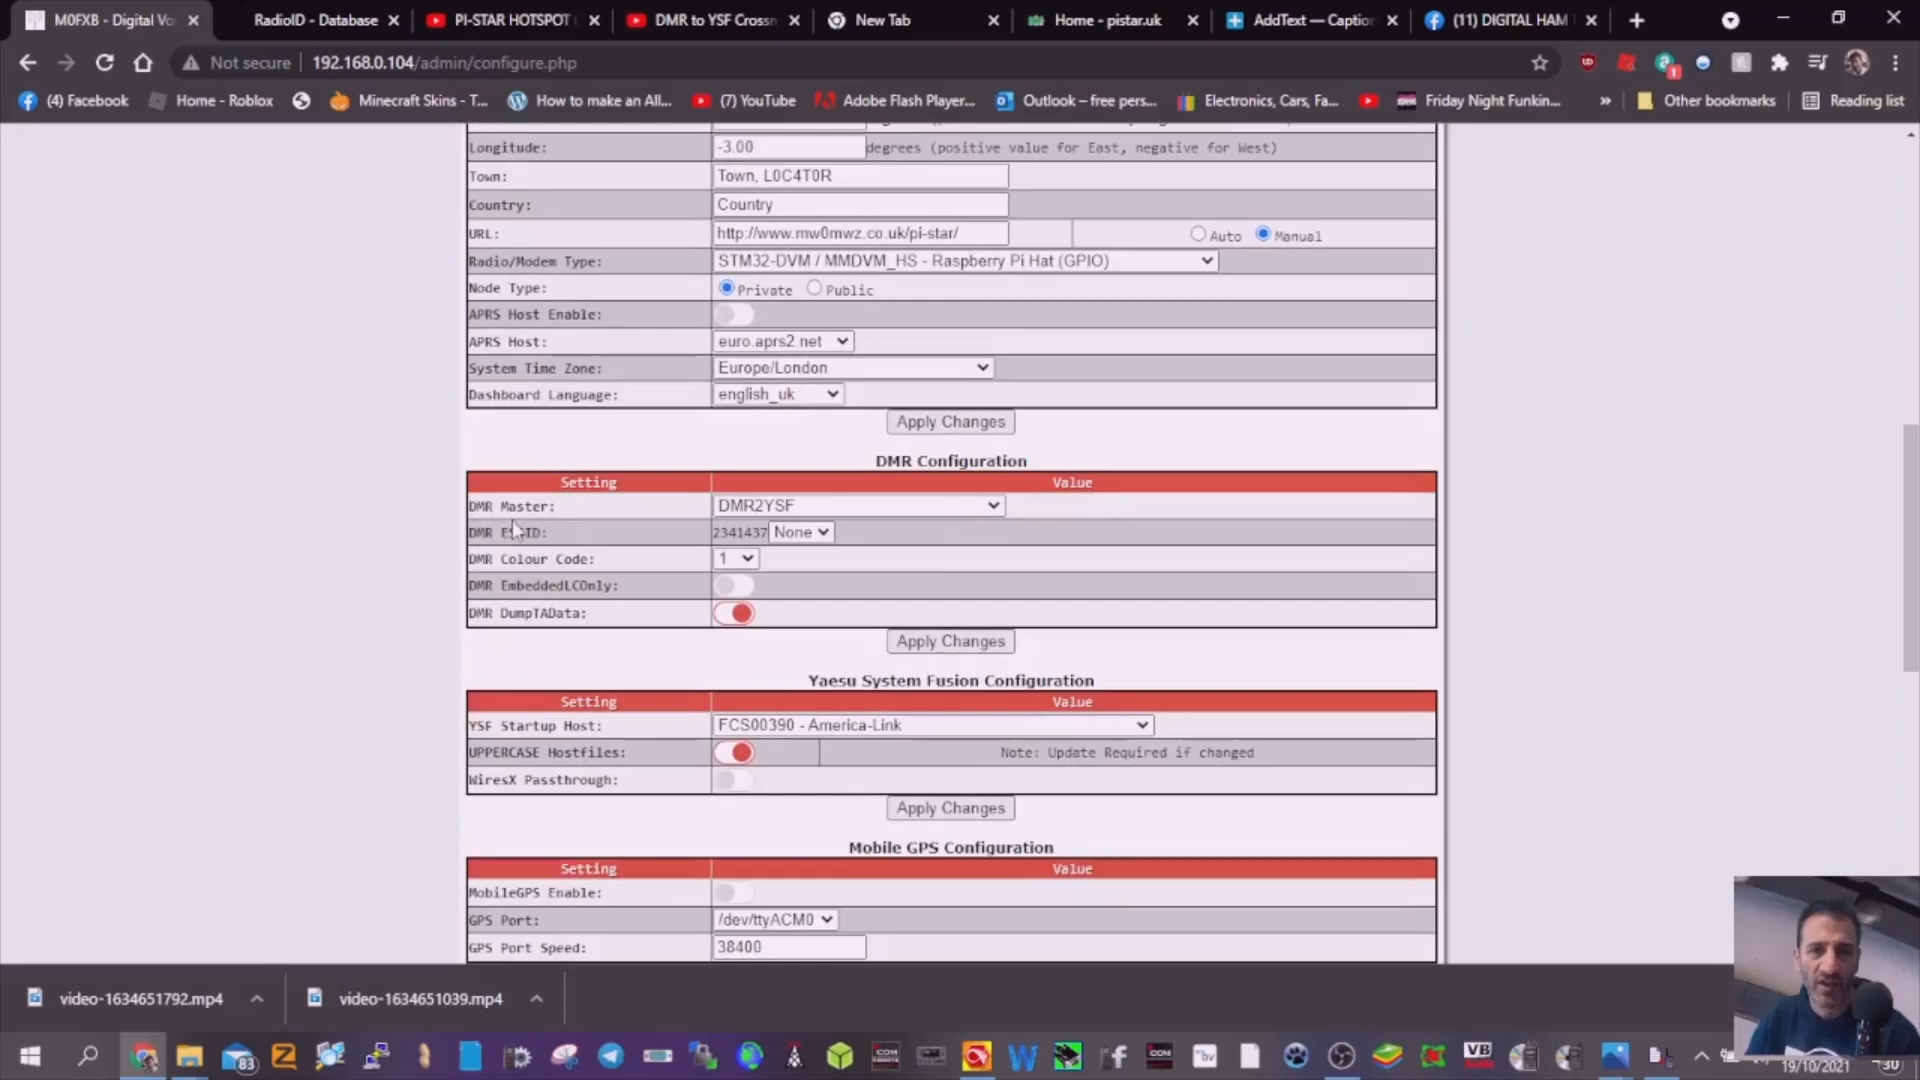 M0FXB - Digital Vo
RadioID - Database
PI-STAR HOTSPOT
DMR to YSF Crossm
New Tab
Home - pistar.uk
AddText — Captio
(11) DIGITAL HAM
Not secure
192.168.0.104/admin/configure.php
(4) Facebook
Home - Roblox
Minecraft Skins - T...
How to make an All...
(7) YouTube
Adobe Flash Player...
Outlook – free pers...
Electronics, Cars, Fa...
Friday Night Funkin...
»
Other bookmarks
Reading list
Longitude: -3.00 degrees (positive value for East, negative for West)
Town: Town, L0C4T0R
Country: Country
URL: http://www.mw0mwz.co.uk/pi-star/ Auto Manual
Radio/Modem Type: STM32-DVM / MMDVM_HS - Raspberry Pi Hat (GPIO)
Node Type: Private Public
APRS Host Enable:
APRS Host: euro.aprs2.net
System Time Zone: Europe/London
Dashboard Language: english_uk
Apply Changes
DMR Configuration
Setting Value
DMR Master: DMR2YSF
DMR ESSID: 2341437 None
DMR Colour Code: 1
DMR EmbeddedLCOnly:
DMR DumpTAData:
Apply Changes
Yaesu System Fusion Configuration
Setting Value
YSF Startup Host: FCS00390 - America-Link
UPPERCASE Hostfiles: Note: Update Required if changed
WiresX Passthrough:
Apply Changes
Mobile GPS Configuration
Setting Value
MobileGPS Enable:
GPS Port: /dev/ttyACM0
GPS Port Speed: 38400
video-1634651792.mp4
video-1634651039.mp4
83
VB
19/10/2021
30